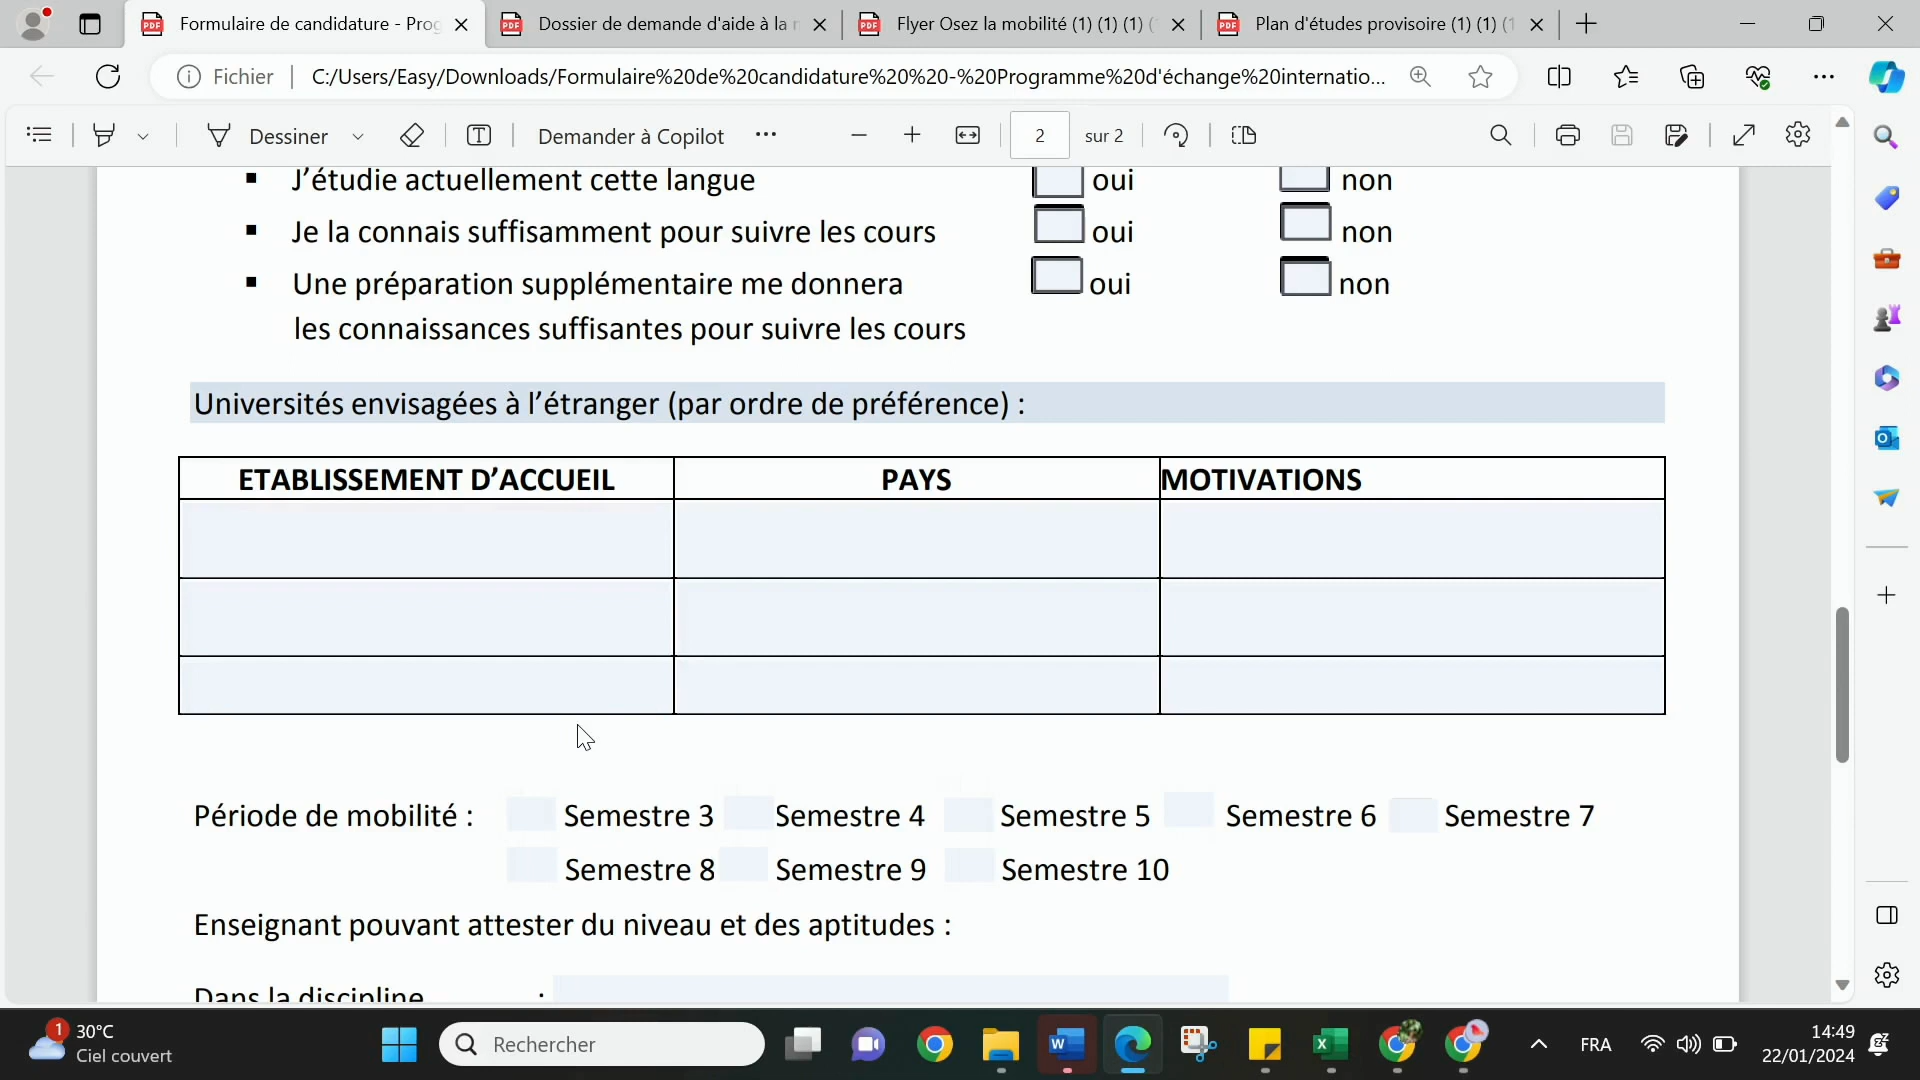 Formulaire de candidature - Prog
Dossier de demande d'aide à la r
Flyer Osez la mobilité (1) (1) (1) (
Plan d'études provisoire (1) (1) (1
Fichier
C:/Users/Easy/Downloads/Formulaire%20de%20candidature%20%20-%20Programme%20d'échange%20internatio...
Dessiner
Demander à Copilot
2 sur 2
▪ J'étudie actuellement cette langue oui non
▪ Je la connais suffisamment pour suivre les cours oui non
▪ Une préparation supplémentaire me donnera oui non
les connaissances suffisantes pour suivre les cours
Universités envisagées à l'étranger (par ordre de préférence) :
ETABLISSEMENT D'ACCUEIL PAYS MOTIVATIONS
Période de mobilité : Semestre 3 Semestre 4 Semestre 5 Semestre 6 Semestre 7
Semestre 8 Semestre 9 Semestre 10
Enseignant pouvant attester du niveau et des aptitudes :
Dans la discipline :
1
30°C
Ciel couvert
Rechercher
FRA
14:49
22/01/2024